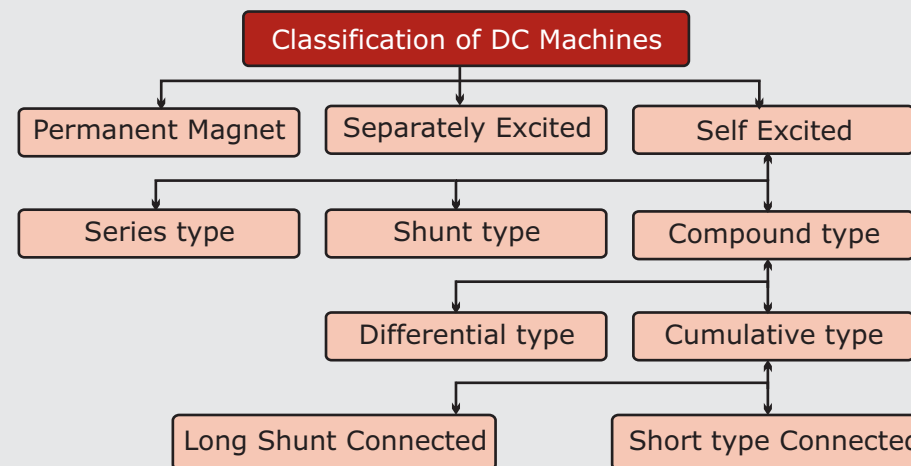 Classification of DC Machines
Permanent Magnet
Separately Excited
Self Excited
Series type
Shunt type
Compound type
Differential type
Cumulative type
Long Shunt Connected
Short type Connected